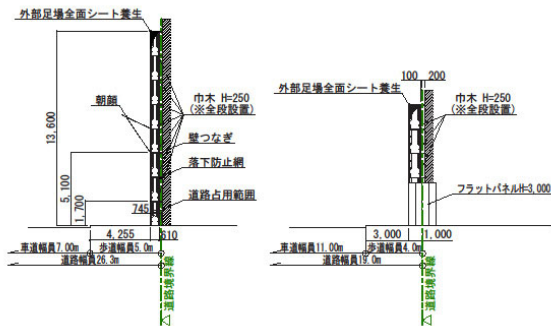 外部足場全面シート養生
朝顔
巾木 H=250
(※全段設置)
壁つなぎ
落下防止網
道路占用範囲
13,600
5,100
1,700
745
4,255
610
車道幅員7.00m
歩道幅員5.0m
道路幅員26.3m
道路境界線
100
200
外部足場全面シート養生
巾木 H=250
(※全段設置)
フラットパネルH=3,000
3,000
1,000
車道幅員11.00m
歩道幅員4.0m
道路幅員19.0m
道路境界線